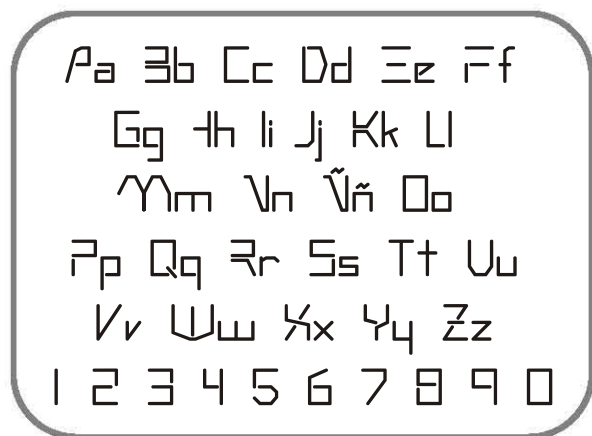 Aa Bb Cc Dd Ee Ff
Gg Hh Ii Jj Kk Ll
Mm Nn Ññ Oo
Pp Qq Rr Ss Tt Uu
Vv Ww Xx Yy Zz
1 2 3 4 5 6 7 8 9 0